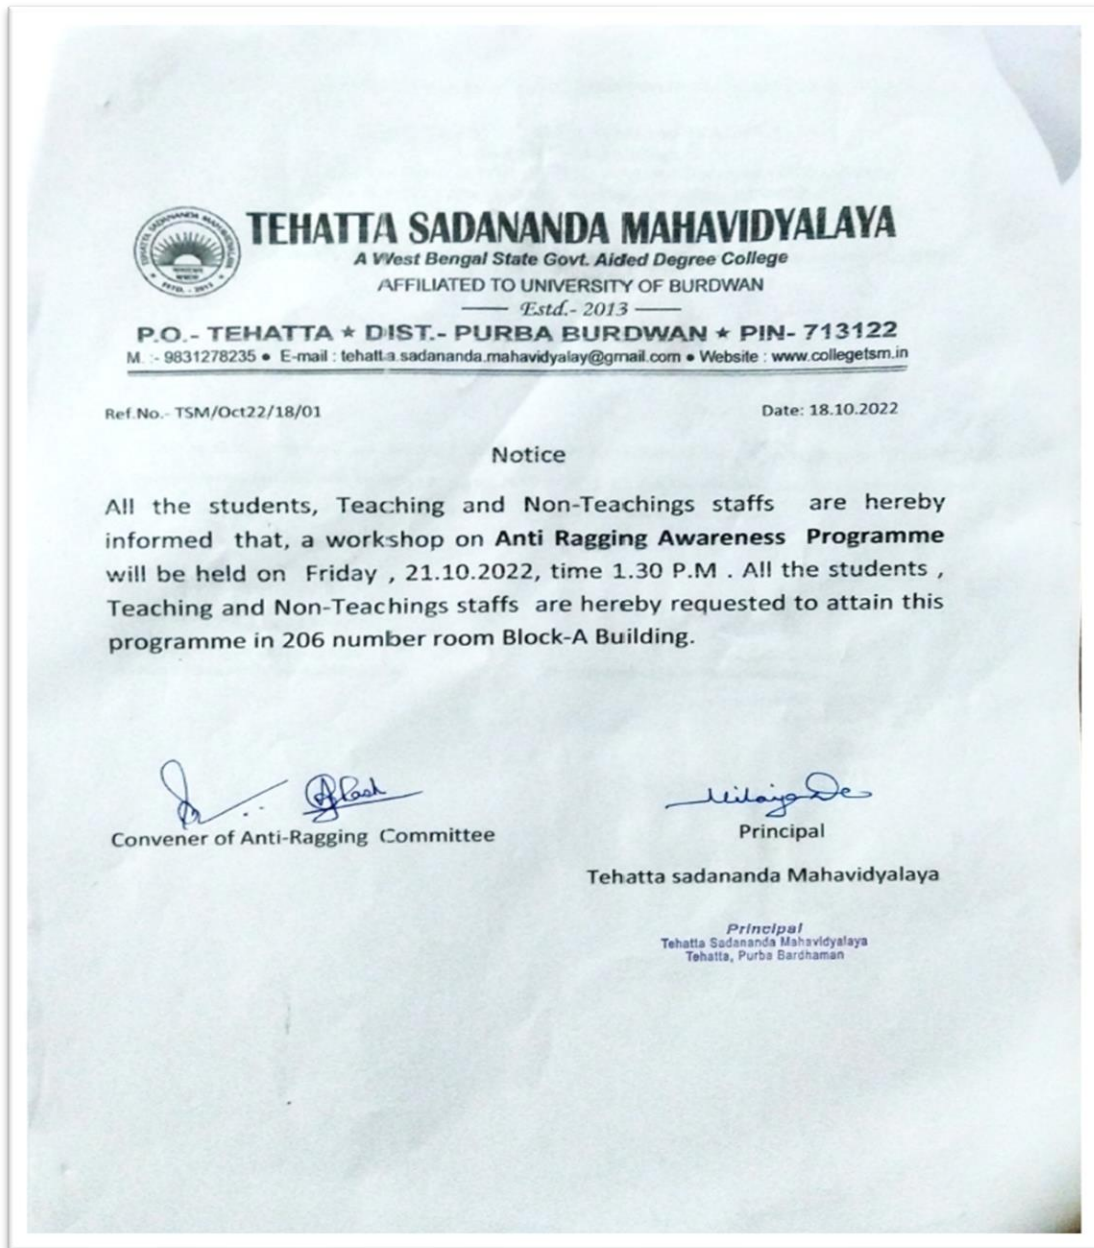 TEHATTA SADANANDA MAHAVIDYALAYA
A West Bengal State Govt. Aided Degree College
AFFILIATED TO UNIVERSITY OF BURDWAN
Estd.- 2013
P.O.- TEHATTA ★ DIST.- PURBA BURDWAN ★ PIN- 713122
M. :- 9831278235 ● E-mail : tehatta.sadananda.mahavidyalay@gmail.com ● Website : www.collegetsm.in
Ref.No.- TSM/Oct22/18/01 Date: 18.10.2022
Notice
All the students, Teaching and Non-Teachings staffs are hereby
informed that, a workshop on Anti Ragging Awareness Programme
will be held on Friday , 21.10.2022, time 1.30 P.M . All the students ,
Teaching and Non-Teachings staffs are hereby requested to attain this
programme in 206 number room Block-A Building.
Convener of Anti-Ragging Committee
Principal
Tehatta sadananda Mahavidyalaya
Principal
Tehatta Sadananda Mahavidyalaya
Tehatta, Purba Bardhaman